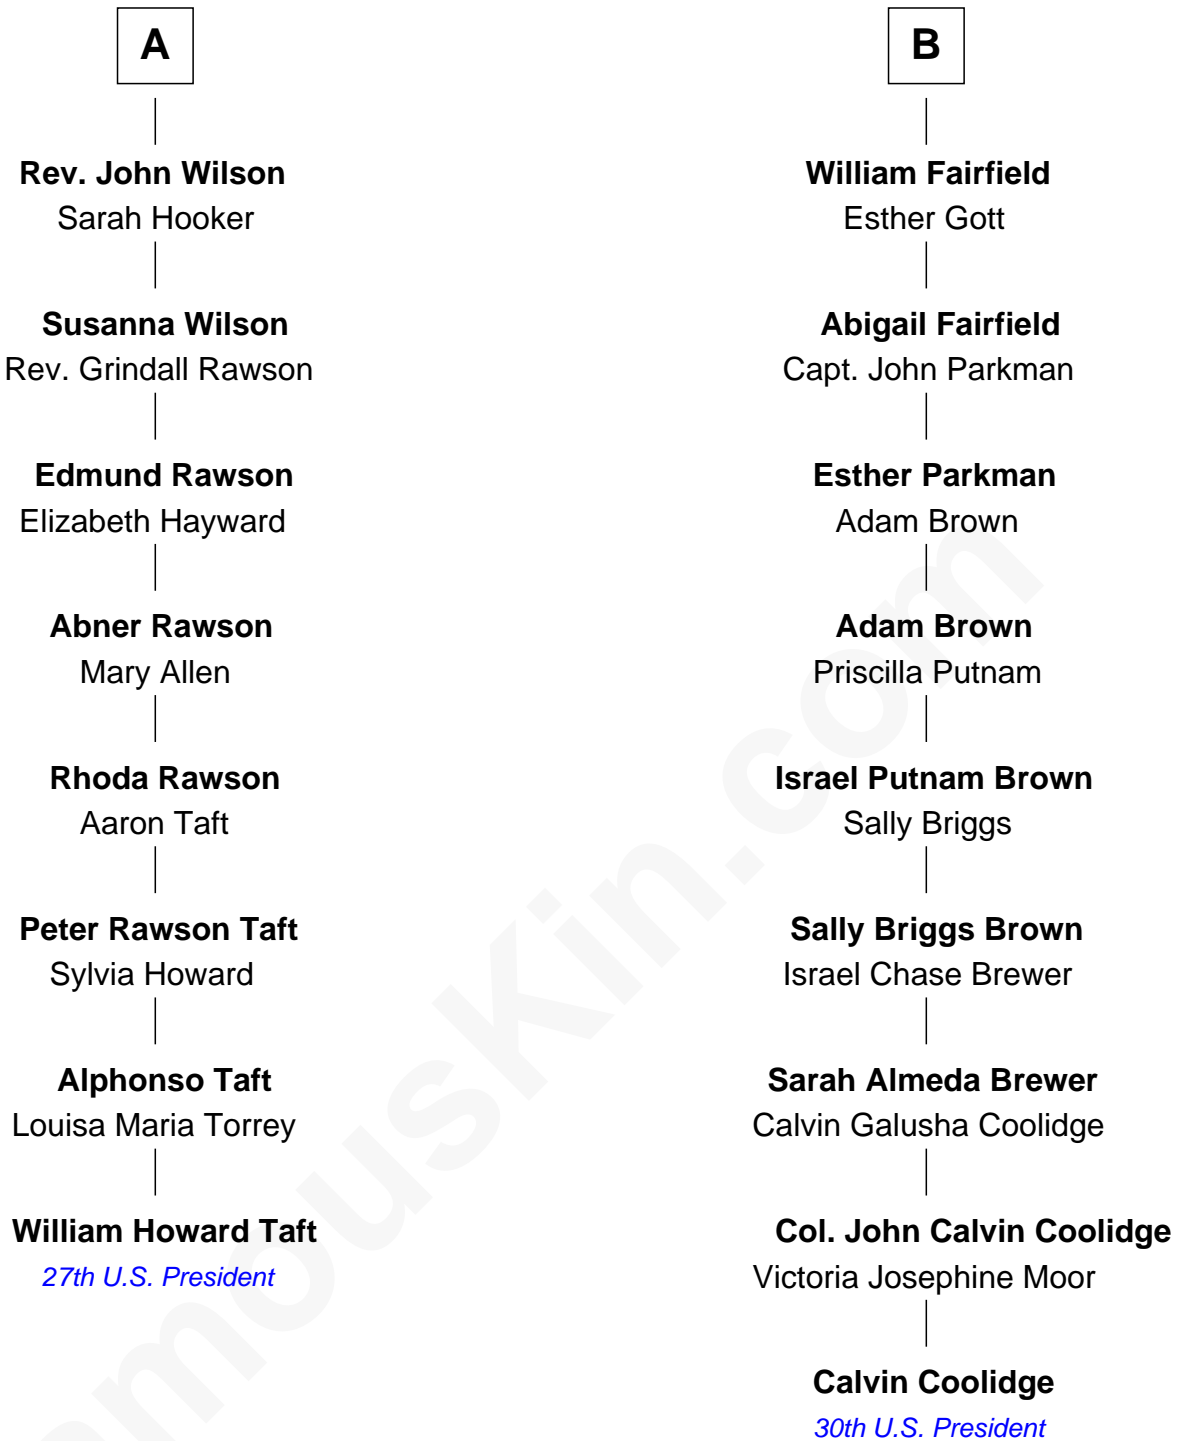 A
Rev. John Wilson
Sarah Hooker
Susanna Wilson
Rev. Grindall Rawson
Edmund Rawson
Elizabeth Hayward
Abner Rawson
Mary Allen
Rhoda Rawson
Aaron Taft
Peter Rawson Taft
Sylvia Howard
Alphonso Taft
Louisa Maria Torrey
William Howard Taft
27th U.S. President
B
William Fairfield
Esther Gott
Abigail Fairfield
Capt. John Parkman
Esther Parkman
Adam Brown
Adam Brown
Priscilla Putnam
Israel Putnam Brown
Sally Briggs
Sally Briggs Brown
Israel Chase Brewer
Sarah Almeda Brewer
Calvin Galusha Coolidge
Col. John Calvin Coolidge
Victoria Josephine Moor
Calvin Coolidge
30th U.S. President
amousKin.com